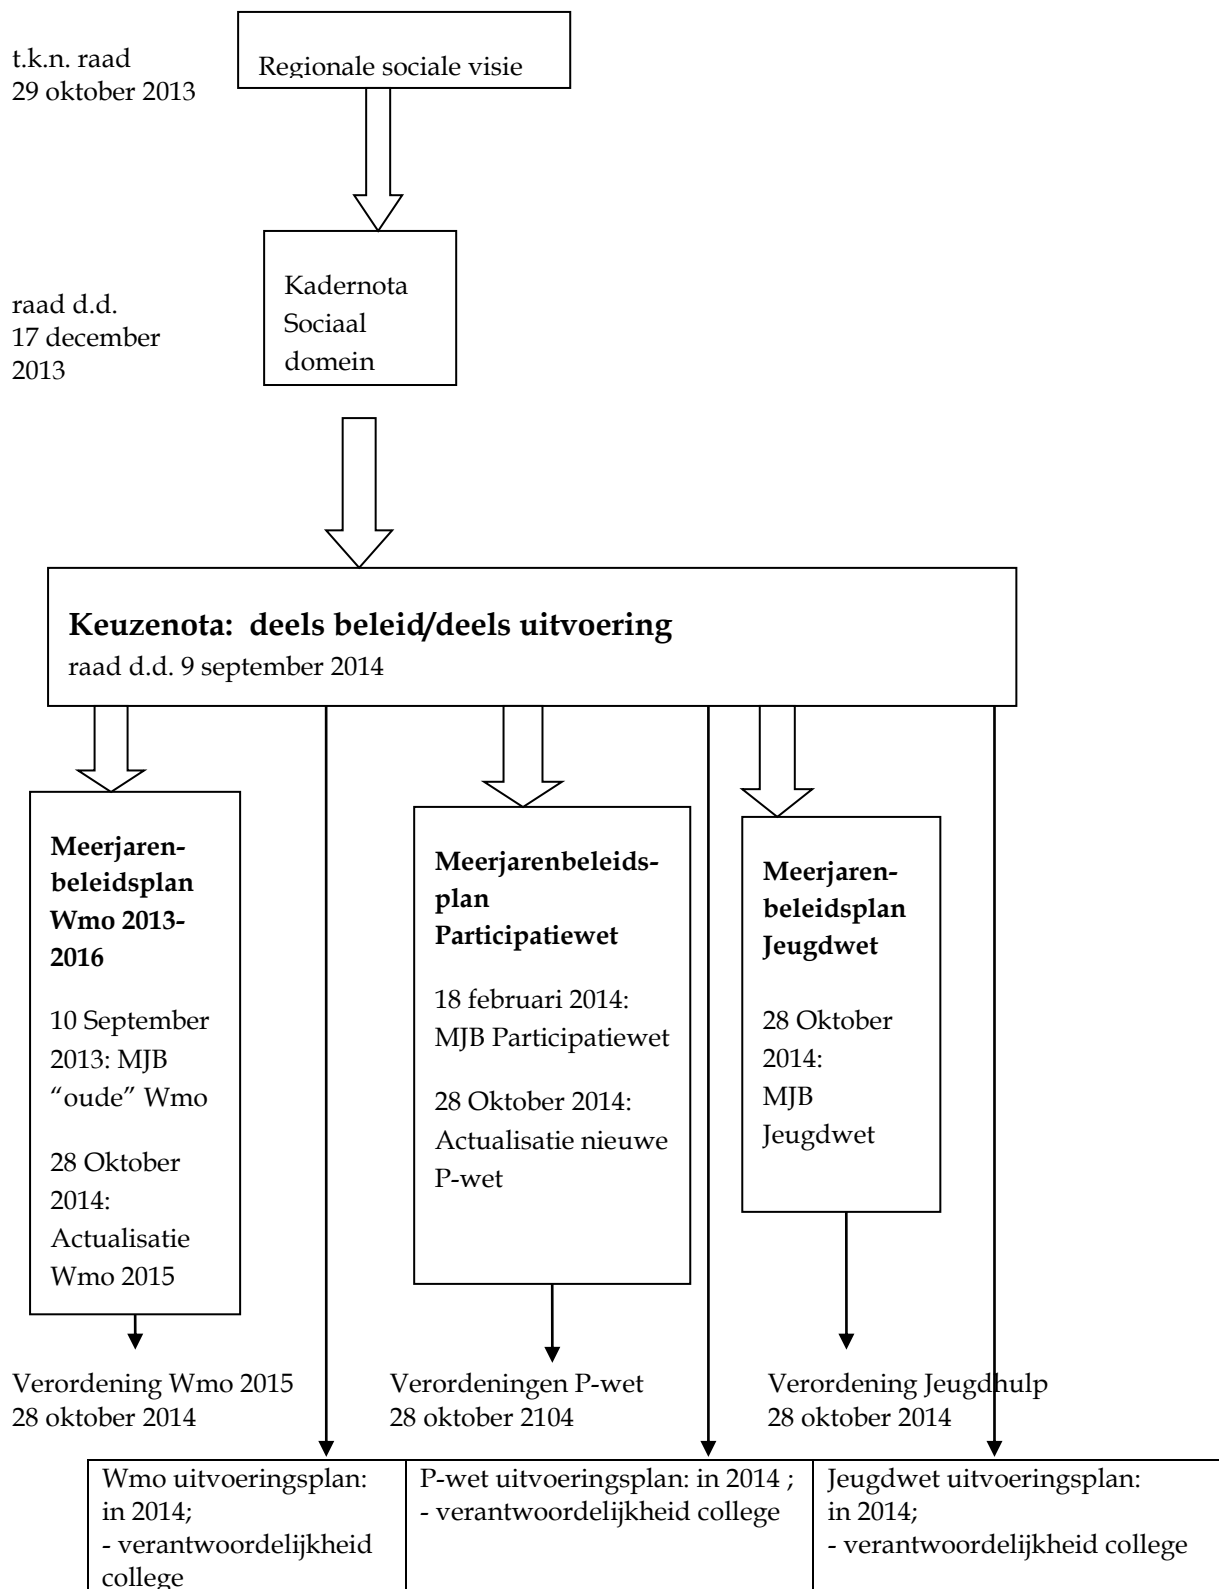 t.k.n. raad
29 oktober 2013
Regionale sociale visie
raad d.d.
17 december
2013
Kadernota
Sociaal
domein
Keuzenota: deels beleid/deels uitvoering
raad d.d. 9 september 2014
Meerjaren-
beleidsplan
Wmo 2013-
2016
10 September
2013: MJB
“oude” Wmo
28 Oktober
2014:
Actualisatie
Wmo 2015
Meerjarenbeleids-
plan
Participatiewet
18 februari 2014:
MJB Participatiewet
28 Oktober 2014:
Actualisatie nieuwe
P-wet
Meerjaren-
beleidsplan
Jeugdwet
28 Oktober
2014:
MJB
Jeugdwet
Verordening Wmo 2015
28 oktober 2014
Verordeningen P-wet
28 oktober 2104
Verordening Jeugdhulp
28 oktober 2014
Wmo uitvoeringsplan:
in 2014;
- verantwoordelijkheid
college
P-wet uitvoeringsplan: in 2014 ;
- verantwoordelijkheid college
Jeugdwet uitvoeringsplan:
in 2014;
- verantwoordelijkheid college